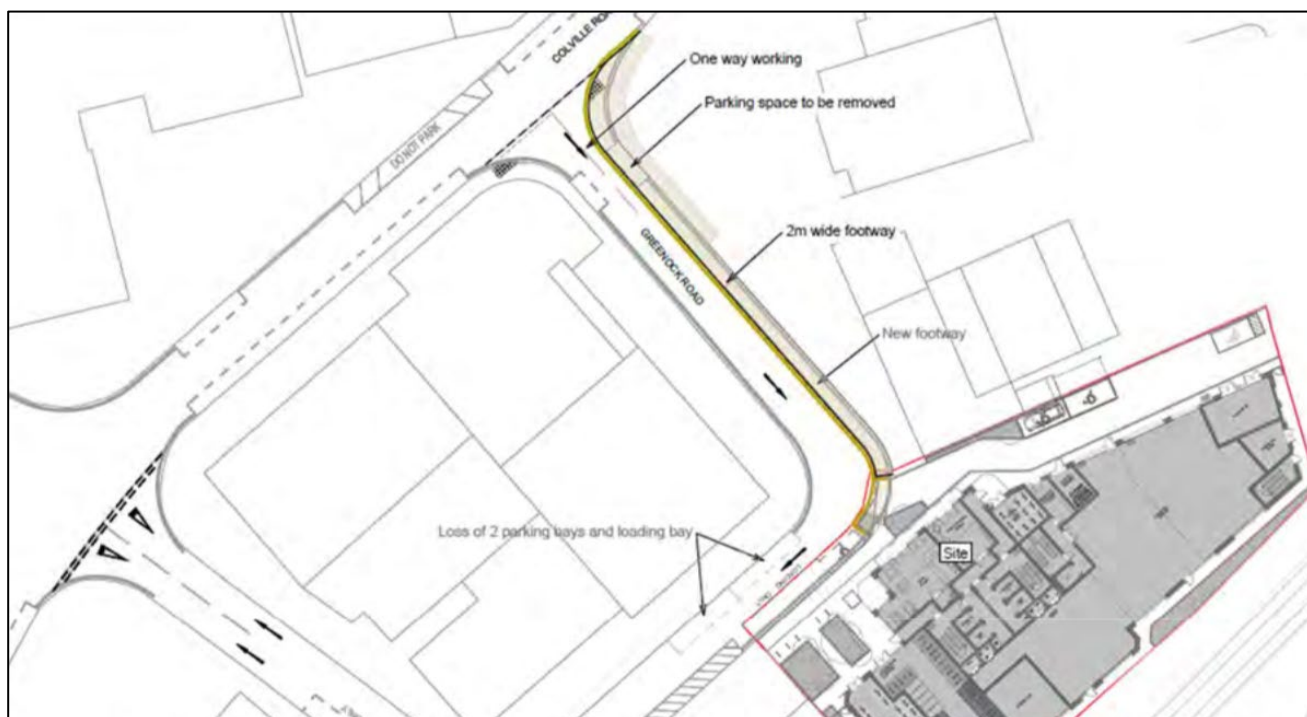 COLVILLE ROA
One way working
Parking space to be removed
DO NOT PARK
2m wide footway
GREENOCK ROAD
New footway
Loss of 2 parking bays and loading bay
Site